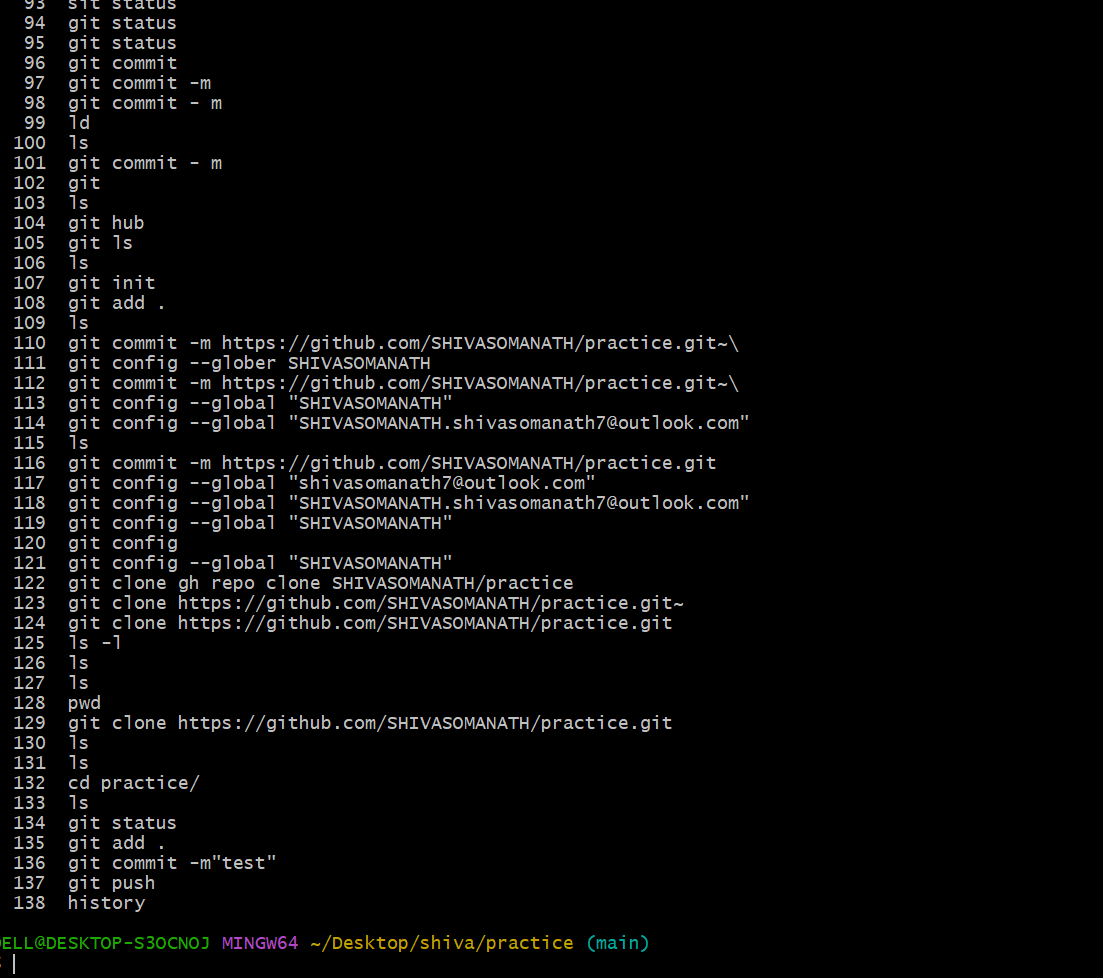 93 sit status
94 git status
95 git status
96 git commit
97 git commit -m
98 git commit - m
99 ld
100 ls
101 git commit - m
102 git
103 ls
104 git hub
105 git ls
106 ls
107 git init
108 git add .
109 ls
110 git commit -m https://github.com/SHIVASOMANATH/practice.git~\
111 git config --glober SHIVASOMANATH
112 git commit -m https://github.com/SHIVASOMANATH/practice.git~\
113 git config --global "SHIVASOMANATH"
114 git config --global "SHIVASOMANATH.shivasomanath7@outlook.com"
115 ls
116 git commit -m https://github.com/SHIVASOMANATH/practice.git
117 git config --global "shivasomanath7@outlook.com"
118 git config --global "SHIVASOMANATH.shivasomanath7@outlook.com"
119 git config --global "SHIVASOMANATH"
120 git config
121 git config --global "SHIVASOMANATH"
122 git clone gh repo clone SHIVASOMANATH/practice
123 git clone https://github.com/SHIVASOMANATH/practice.git~
124 git clone https://github.com/SHIVASOMANATH/practice.git
125 ls -l
126 ls
127 ls
128 pwd
129 git clone https://github.com/SHIVASOMANATH/practice.git
130 ls
131 ls
132 cd practice/
133 ls
134 git status
135 git add .
136 git commit -m"test"
137 git push
138 history
DELL@DESKTOP-S3OCNOJ MINGW64 ~/Desktop/shiva/practice (main)
$